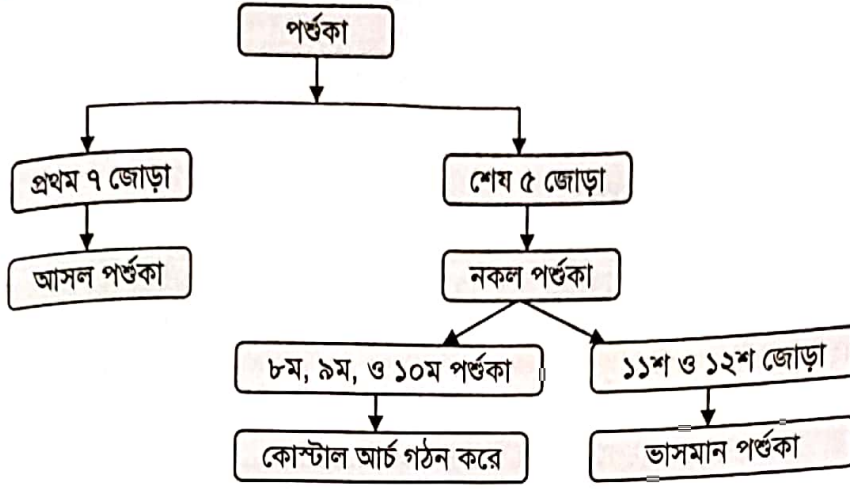 পর্শুকা
প্রথম ৭ জোড়া
শেষ ৫ জোড়া
আসল পর্শুকা
নকল পর্শুকা
৮ম, ৯ম, ও ১০ম পর্শুকা
১১শ ও ১২শ জোড়া
কোস্টাল আর্চ গঠন করে
ভাসমান পর্শুকা